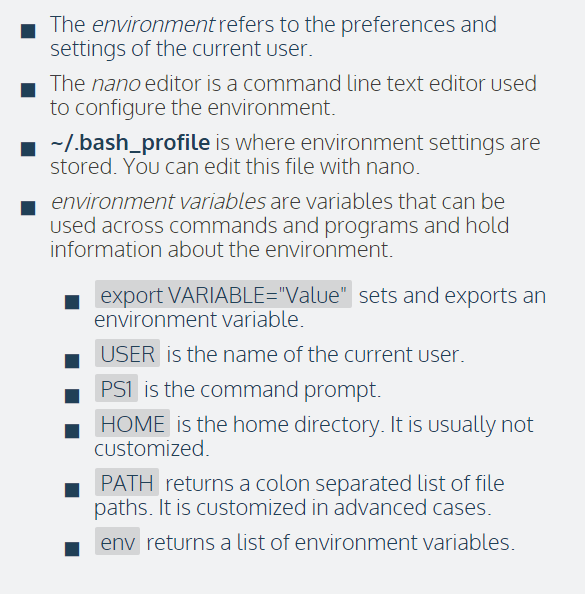 The environment refers to the preferences and
settings of the current user.
The nano editor is a command line text editor used
to configure the environment.
~/.bash_profile is where environment settings are
stored. You can edit this file with nano.
environment variables are variables that can be
used across commands and programs and hold
information about the environment.
export VARIABLE="Value" sets and exports an
environment variable.
USER is the name of the current user.
PS1 is the command prompt.
HOME is the home directory. It is usually not
customized.
PATH returns a colon separated list of file
paths. It is customized in advanced cases.
env returns a list of environment variables.